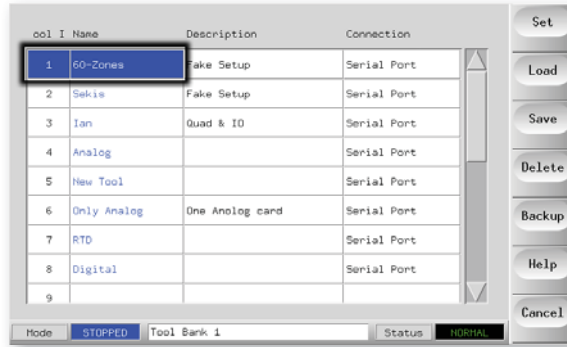 Set
ool I Name Description Connection
1 60-Zones Fake Setup Serial Port
Load
2 Sekis Fake Setup Serial Port
3 Ian Quad & IO Serial Port
Save
4 Analog Serial Port
5 New Tool Serial Port
Delete
6 Only Analog One Anolog card Serial Port
Backup
7 RTD Serial Port
8 Digital Serial Port
Help
9
Cancel
Mode STOPPED Tool Bank 1 Status NORMAL